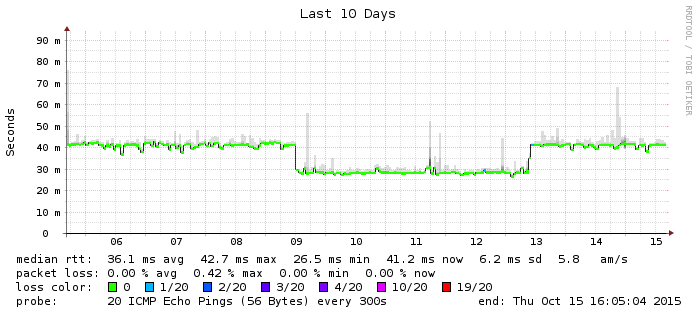 Last 10 Days
RRDTOOL / TOBI OETIKER
Seconds
90 m
80 m
70 m
60 m
50 m
40 m
30 m
20 m
10 m
0
06 07 08 09 10 11 12 13 14 15
median rtt: 36.1 ms avg 42.7 ms max 26.5 ms min 41.2 ms now 6.2 ms sd 5.8 am/s
packet loss: 0.00 % avg 0.42 % max 0.00 % min 0.00 % now
loss color: 0 1/20 2/20 3/20 4/20 10/20 19/20
probe: 20 ICMP Echo Pings (56 Bytes) every 300s end: Thu Oct 15 16:05:04 2015